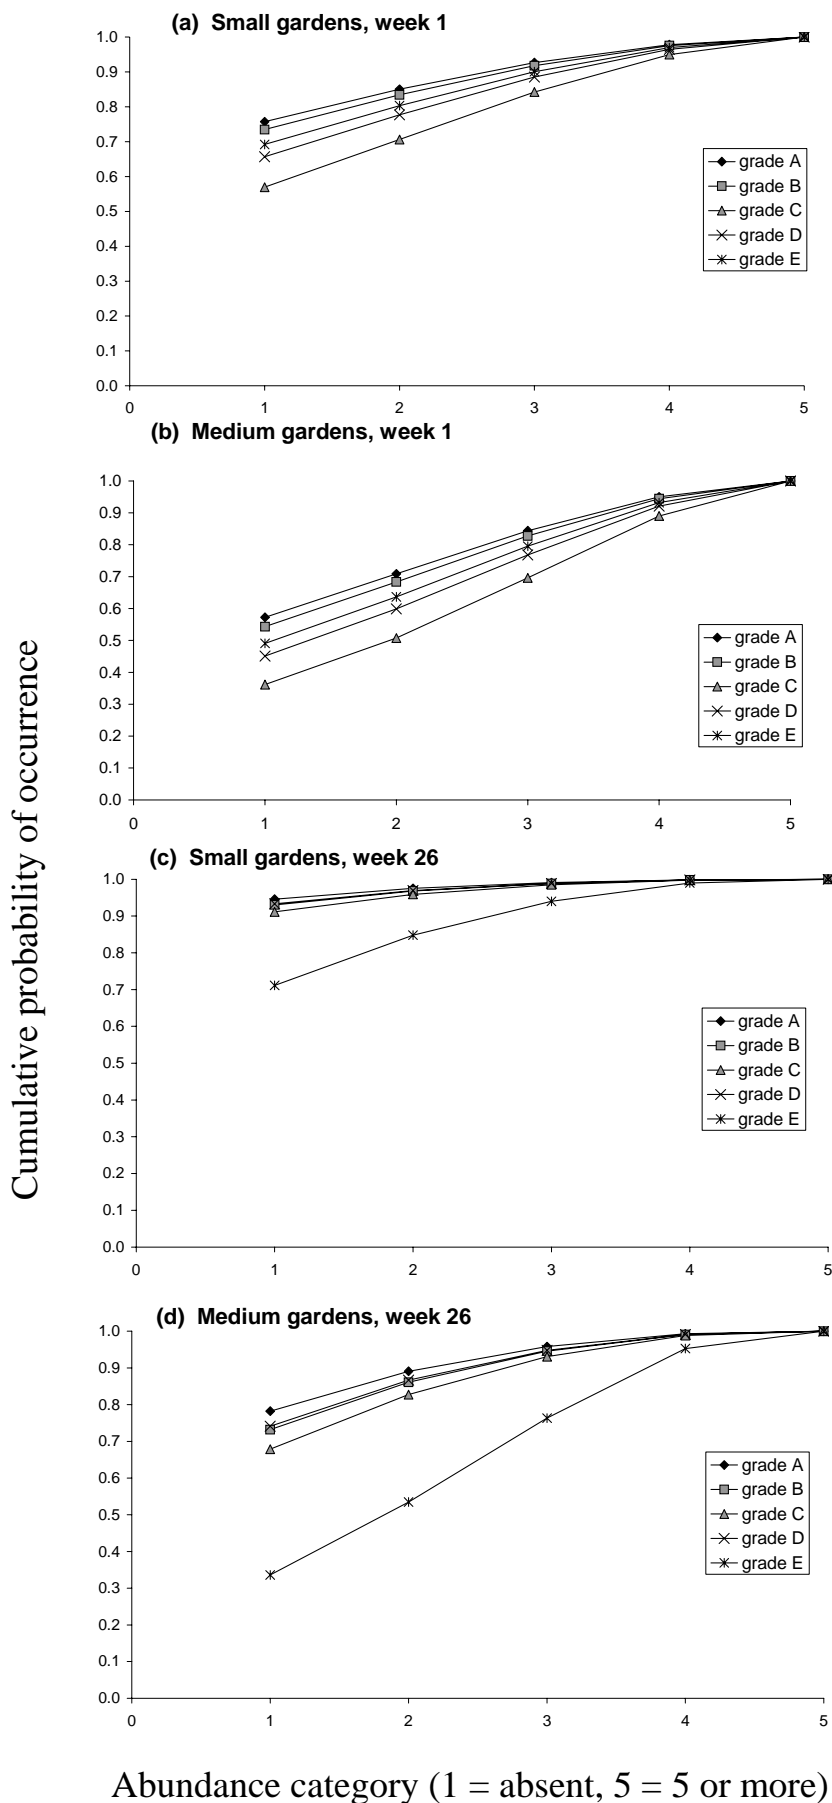 (a) Small gardens, week 1
1.0
0.9
0.8
0.7
0.6
0.5
0.4
0.3
0.2
0.1
0.0
0 1 2 3 4 5
grade A
grade B
grade C
grade D
grade E
(b) Medium gardens, week 1
1.0
0.9
0.8
0.7
0.6
0.5
0.4
0.3
0.2
0.1
0.0
0 1 2 3 4 5
grade A
grade B
grade C
grade D
grade E
(c) Small gardens, week 26
1.0
0.9
0.8
0.7
0.6
0.5
0.4
0.3
0.2
0.1
0.0
0 1 2 3 4 5
grade A
grade B
grade C
grade D
grade E
(d) Medium gardens, week 26
1.0
0.9
0.8
0.7
0.6
0.5
0.4
0.3
0.2
0.1
0.0
0 1 2 3 4 5
grade A
grade B
grade C
grade D
grade E
Cumulative probability of occurrence
Abundance category (1 = absent, 5 = 5 or more)